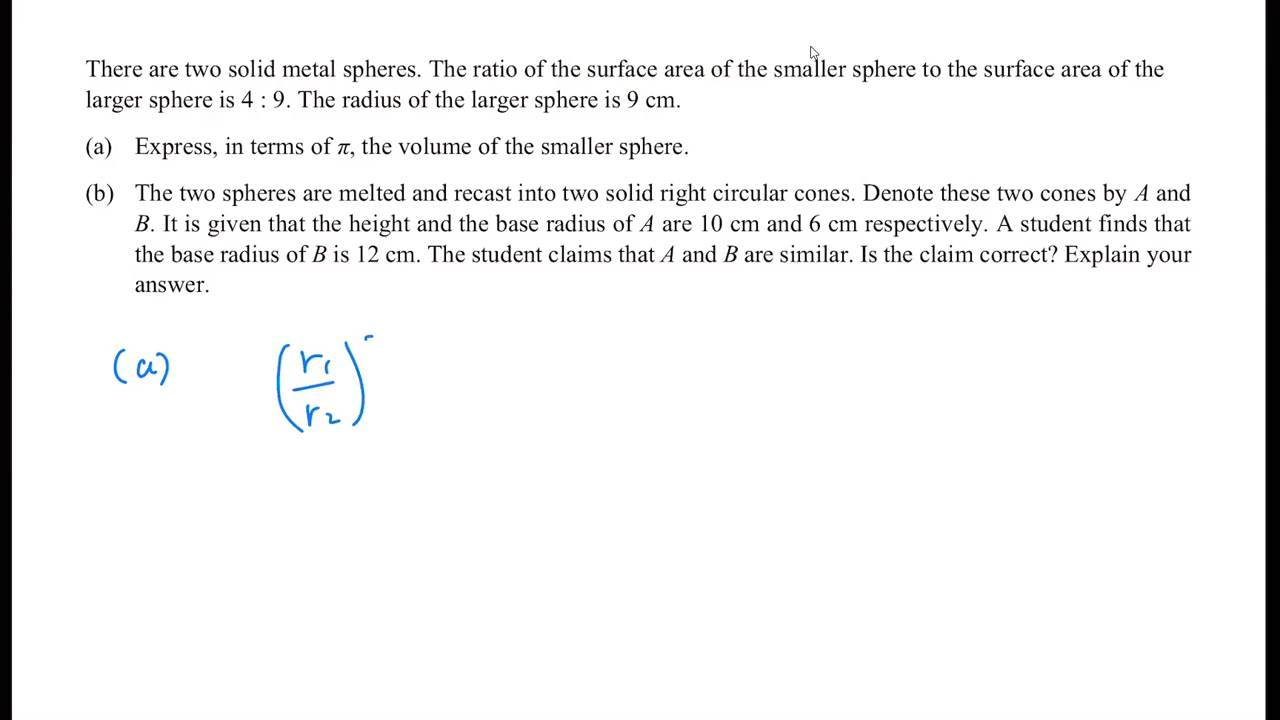 There are two solid metal spheres. The ratio of the surface area of the smaller sphere to the surface area of the
larger sphere is 4 : 9. The radius of the larger sphere is 9 cm.
(a) Express, in terms of π, the volume of the smaller sphere.
(b) The two spheres are melted and recast into two solid right circular cones. Denote these two cones by A and
B. It is given that the height and the base radius of A are 10 cm and 6 cm respectively. A student finds that
the base radius of B is 12 cm. The student claims that A and B are similar. Is the claim correct? Explain your
answer.
(a) (r₁/r₂)